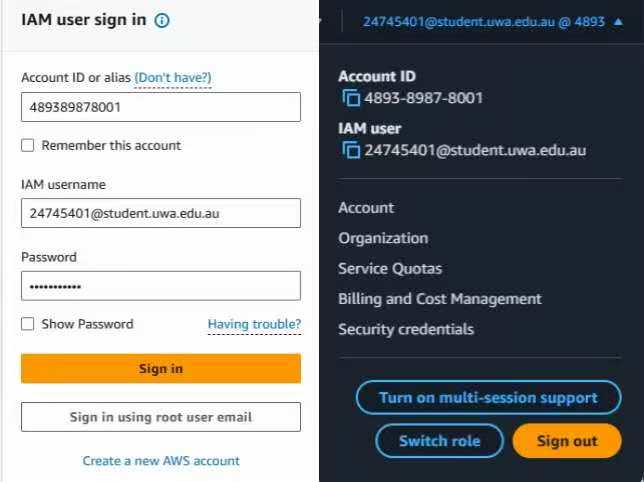 IAM user sign in
Account ID or alias (Don't have?)
489389878001
Remember this account
IAM username
24745401@student.uwa.edu.au
Password
•••••••••••
Show Password
Having trouble?
Sign in
Sign in using root user email
Create a new AWS account
24745401@student.uwa.edu.au @ 4893
Account ID
4893-8987-8001
IAM user
24745401@student.uwa.edu.au
Account
Organization
Service Quotas
Billing and Cost Management
Security credentials
Turn on multi-session support
Switch role
Sign out